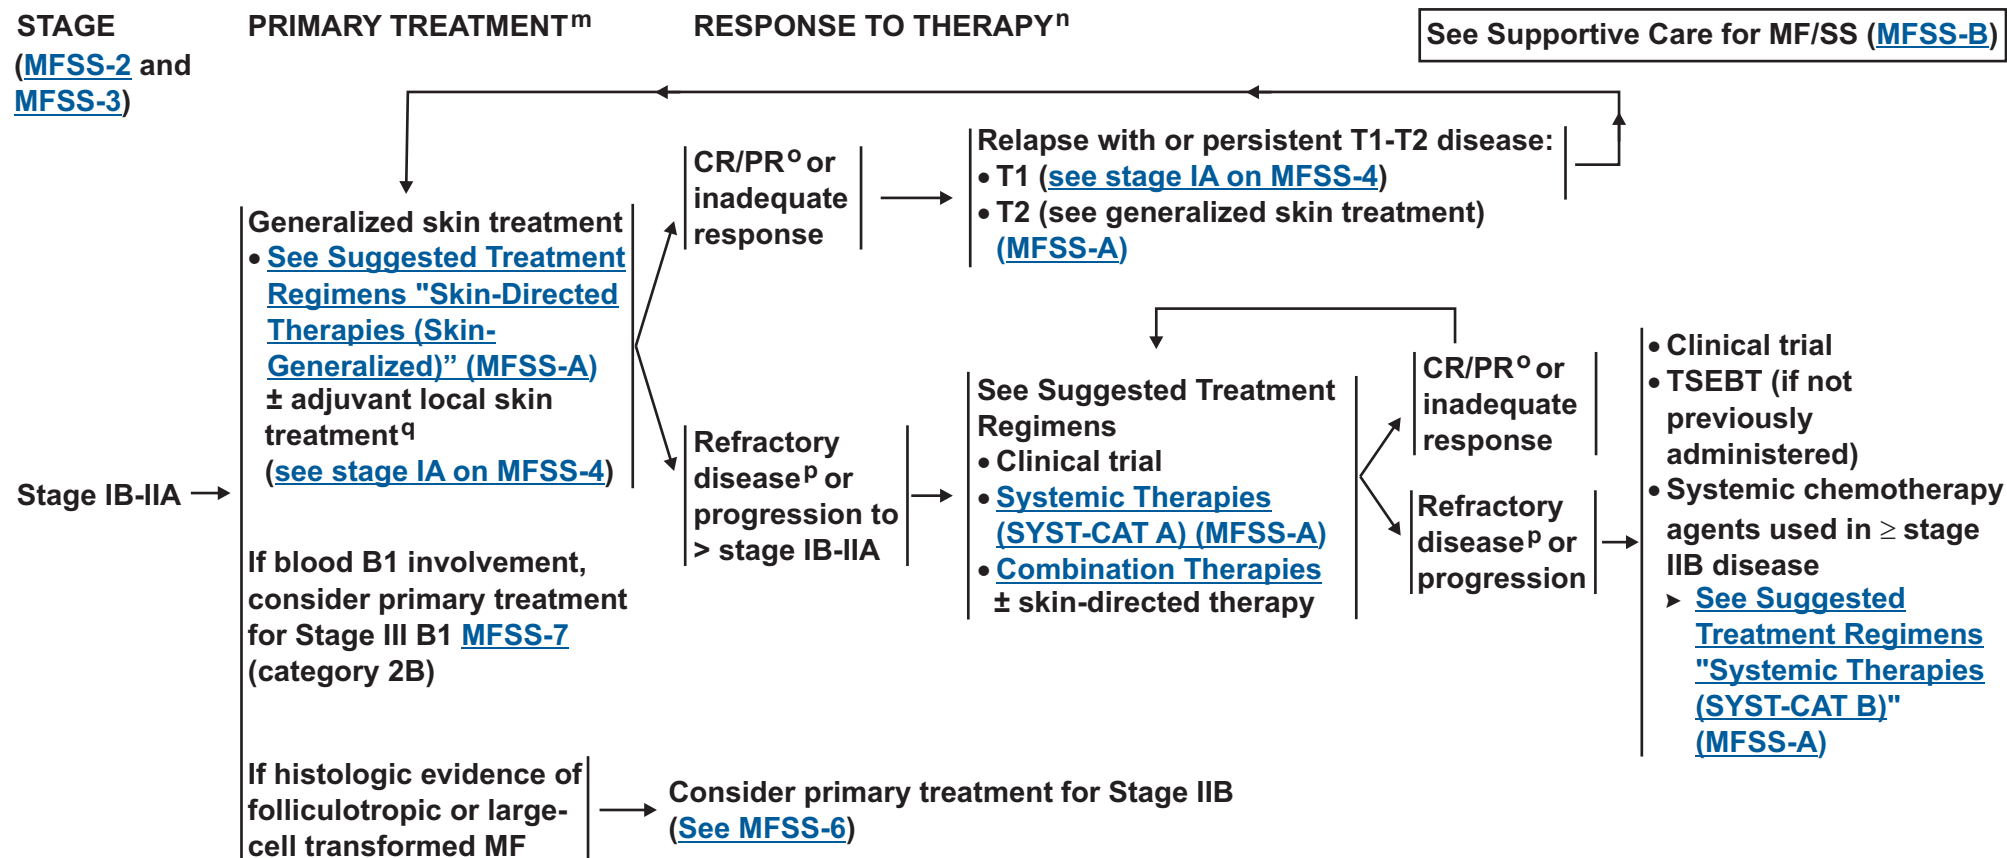 STAGE
(MFSS-2 and
MFSS-3)
PRIMARY TREATMENTᵐ
RESPONSE TO THERAPYⁿ
See Supportive Care for MF/SS (MFSS-B)
Stage IB-IIA
Generalized skin treatment
• See Suggested Treatment
Regimens "Skin-Directed
Therapies (Skin-
Generalized)” (MFSS-A)
± adjuvant local skin
treatment^q
(see stage IA on MFSS-4)
If blood B1 involvement,
consider primary treatment
for Stage III B1 MFSS-7
(category 2B)
If histologic evidence of
folliculotropic or large-
cell transformed MF
CR/PRᵒ or
inadequate
response
Relapse with or persistent T1-T2 disease:
• T1 (see stage IA on MFSS-4)
• T2 (see generalized skin treatment)
(MFSS-A)
Refractory
diseaseᵖ or
progression to
> stage IB-IIA
See Suggested Treatment
Regimens
• Clinical trial
• Systemic Therapies
(SYST-CAT A) (MFSS-A)
• Combination Therapies
± skin-directed therapy
CR/PRᵒ or
inadequate
response
Refractory
diseaseᵖ or
progression
• Clinical trial
• TSEBT (if not
previously
administered)
• Systemic chemotherapy
agents used in ≥ stage
IIB disease
➤ See Suggested
Treatment Regimens
"Systemic Therapies
(SYST-CAT B)"
(MFSS-A)
Consider primary treatment for Stage IIB
(See MFSS-6)